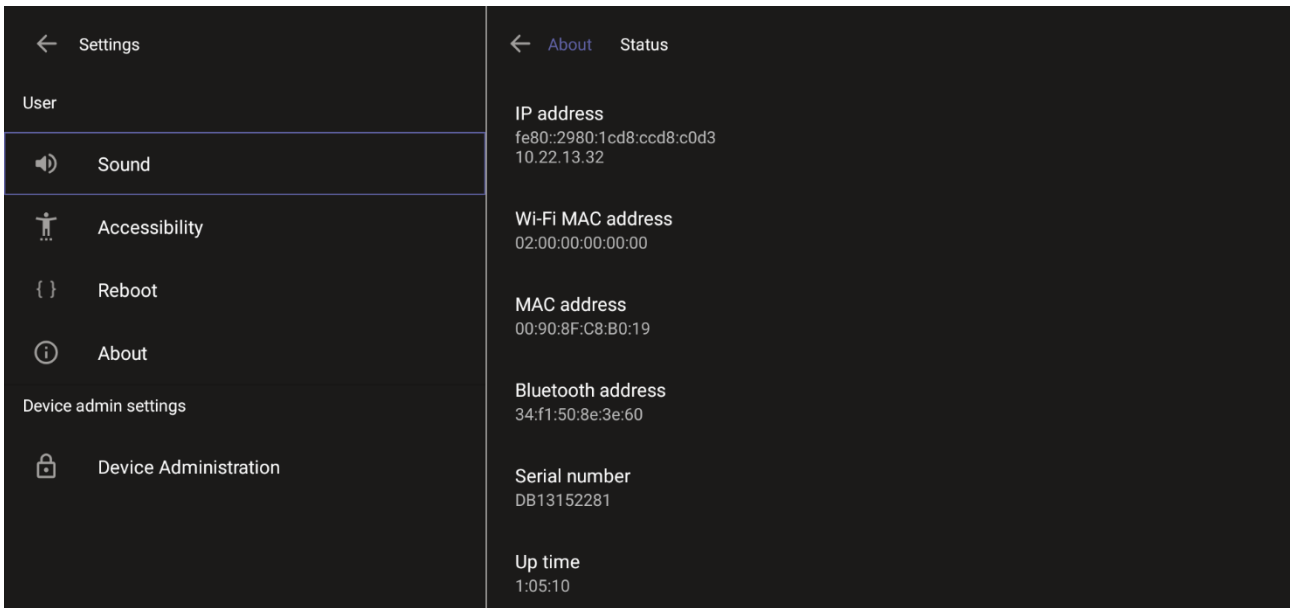 Settings
User
Sound
Accessibility
{ } Reboot
About
Device admin settings
Device Administration
About Status
IP address
fe80::2980:1cd8:ccd8:c0d3
10.22.13.32
Wi-Fi MAC address
02:00:00:00:00:00
MAC address
00:90:8F:C8:B0:19
Bluetooth address
34:f1:50:8e:3e:60
Serial number
DB13152281
Up time
1:05:10